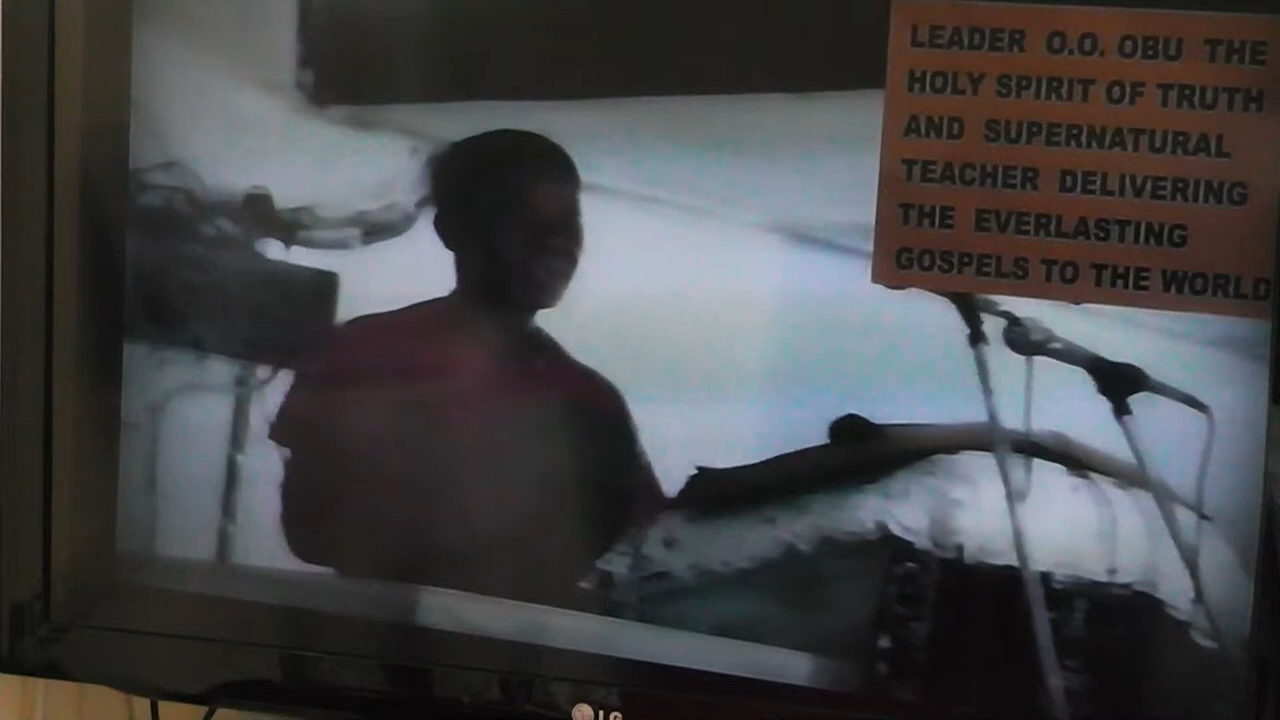 LEADER O.O. OBU THE
HOLY SPIRIT OF TRUTH
AND SUPERNATURAL
TEACHER DELIVERING
THE EVERLASTING
GOSPELS TO THE WORLD
LG